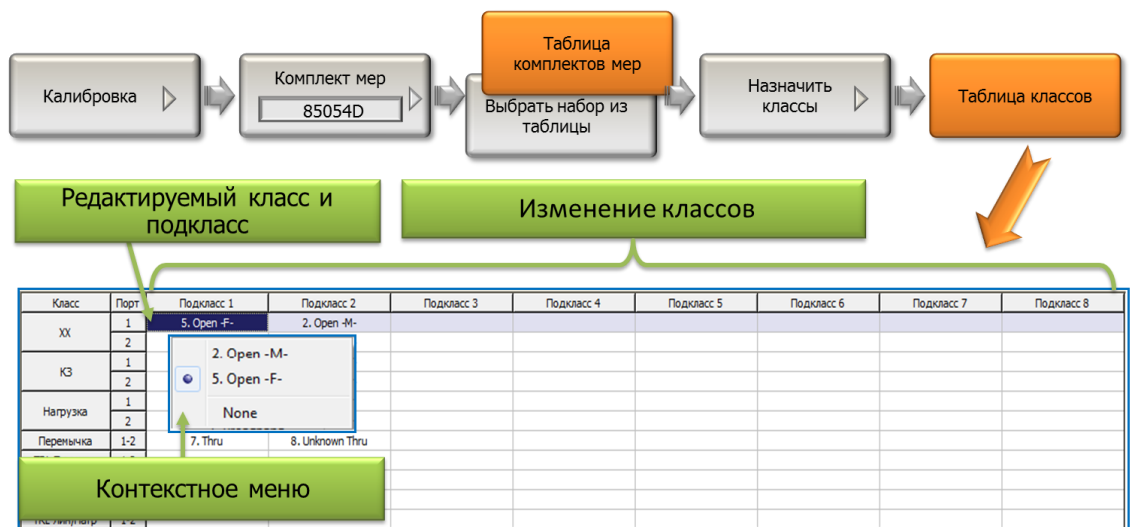 Калибровка
Комплект мер
85054D
Таблица
комплектов мер
Выбрать набор из
таблицы
Назначить
классы
Таблица классов
Редактируемый класс и
подкласс
Изменение классов
Класс Порт Подкласс 1 Подкласс 2 Подкласс 3 Подкласс 4 Подкласс 5 Подкласс 6 Подкласс 7 Подкласс 8
ХХ 1 5. Open -F- 2. Open -M-
2
2. Open -M-
КЗ 1
2 5. Open -F-
Нагрузка 1
None
2
Перемычка 1-2 7. Thru 8. Unknown Thru
Контекстное меню